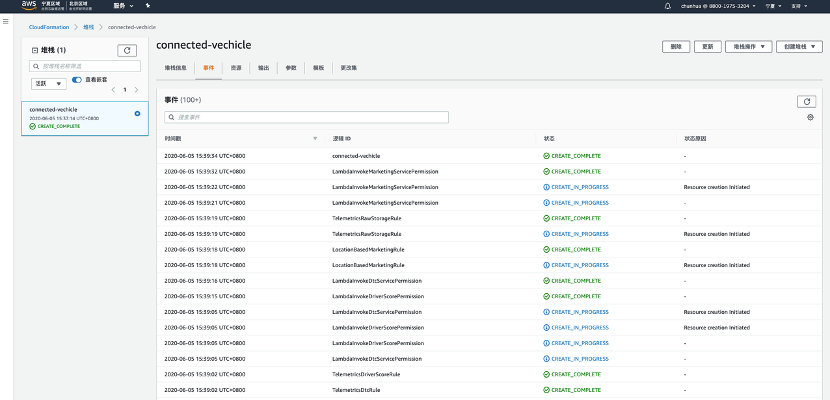 aws 宁夏区域 北京区域
服务
chanhua @ 0800-1975-3204 宁夏 支持
CloudFormation 堆栈 connected-vechicle
堆栈 (1)
按堆栈名称筛选
活跃 查看嵌套
1
connected-vechicle
2020-06-05 15:37:14 UTC+0800
CREATE_COMPLETE
connected-vechicle
删除 更新 堆栈操作 创建堆栈
堆栈信息 事件 资源 输出 参数 模板 更改集
事件 (100+)
搜索事件
时间戳 逻辑 ID 状态 状态原因
2020-06-05 15:39:34 UTC+0800 connected-vechicle CREATE_COMPLETE -
2020-06-05 15:39:32 UTC+0800 LambdaInvokeMarketingServicePermission CREATE_COMPLETE -
2020-06-05 15:39:22 UTC+0800 LambdaInvokeMarketingServicePermission CREATE_IN_PROGRESS Resource creation Initiated
2020-06-05 15:39:21 UTC+0800 LambdaInvokeMarketingServicePermission CREATE_IN_PROGRESS -
2020-06-05 15:39:19 UTC+0800 TelemetricsRawStorageRule CREATE_COMPLETE -
2020-06-05 15:39:19 UTC+0800 TelemetricsRawStorageRule CREATE_IN_PROGRESS Resource creation Initiated
2020-06-05 15:39:18 UTC+0800 LocationBasedMarketingRule CREATE_COMPLETE -
2020-06-05 15:39:18 UTC+0800 LocationBasedMarketingRule CREATE_IN_PROGRESS Resource creation Initiated
2020-06-05 15:39:16 UTC+0800 LambdaInvokeDtcServicePermission CREATE_COMPLETE -
2020-06-05 15:39:15 UTC+0800 LambdaInvokeDriverScorePermission CREATE_COMPLETE -
2020-06-05 15:39:05 UTC+0800 LambdaInvokeDtcServicePermission CREATE_IN_PROGRESS Resource creation Initiated
2020-06-05 15:39:05 UTC+0800 LambdaInvokeDriverScorePermission CREATE_IN_PROGRESS Resource creation Initiated
2020-06-05 15:39:05 UTC+0800 LambdaInvokeDriverScorePermission CREATE_IN_PROGRESS -
2020-06-05 15:39:05 UTC+0800 LambdaInvokeDtcServicePermission CREATE_IN_PROGRESS -
2020-06-05 15:39:02 UTC+0800 TelemetricsDriverScoreRule CREATE_COMPLETE -
2020-06-05 15:39:02 UTC+0800 TelemetricsDtcRule CREATE_COMPLETE -